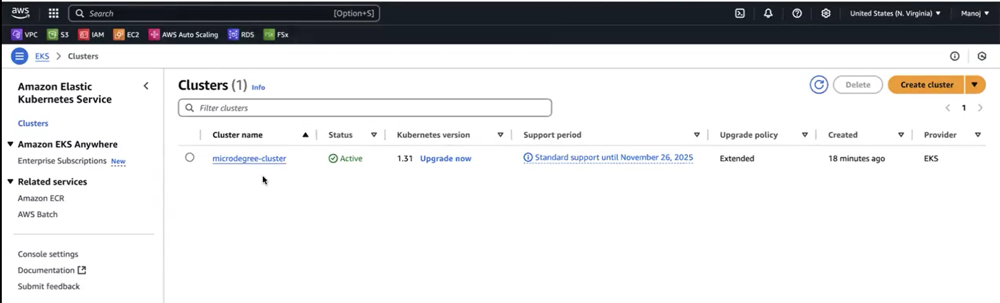 aws Search [Option+S] United States (N. Virginia) Manoj
VPC S3 IAM EC2 AWS Auto Scaling RDS FSx FSx
EKS Clusters
Amazon Elastic
Kubernetes Service
Clusters
Amazon EKS Anywhere
Enterprise Subscriptions New
Related services
Amazon ECR
AWS Batch
Console settings
Documentation
Submit feedback
Clusters (1) Info
Delete Create cluster
Filter clusters
1
Cluster name Status Kubernetes version Support period Upgrade policy Created Provider
microdegree-cluster Active 1.31 Upgrade now Standard support until November 26, 2025 Extended 18 minutes ago EKS